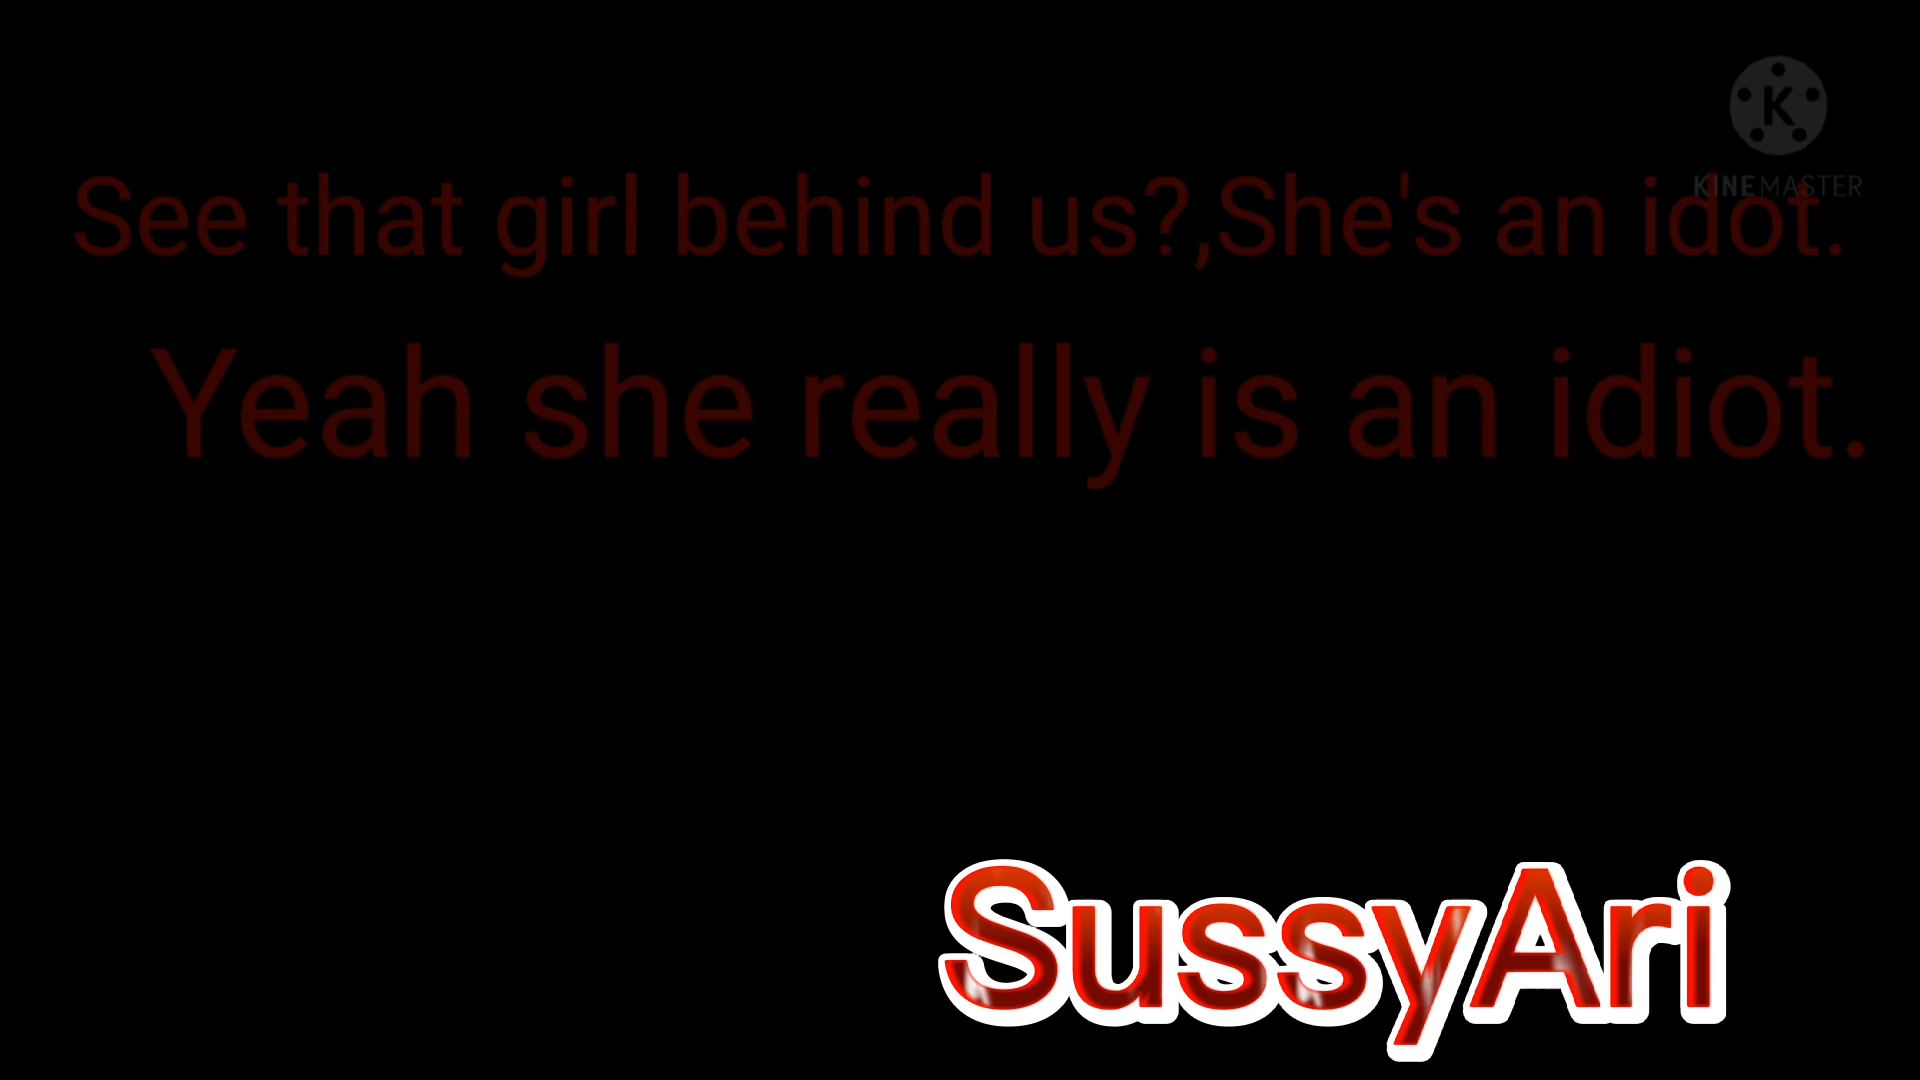 KINEMASTER
See that girl behind us?,She's an idot.
Yeah she really is an idiot.
SussyAri